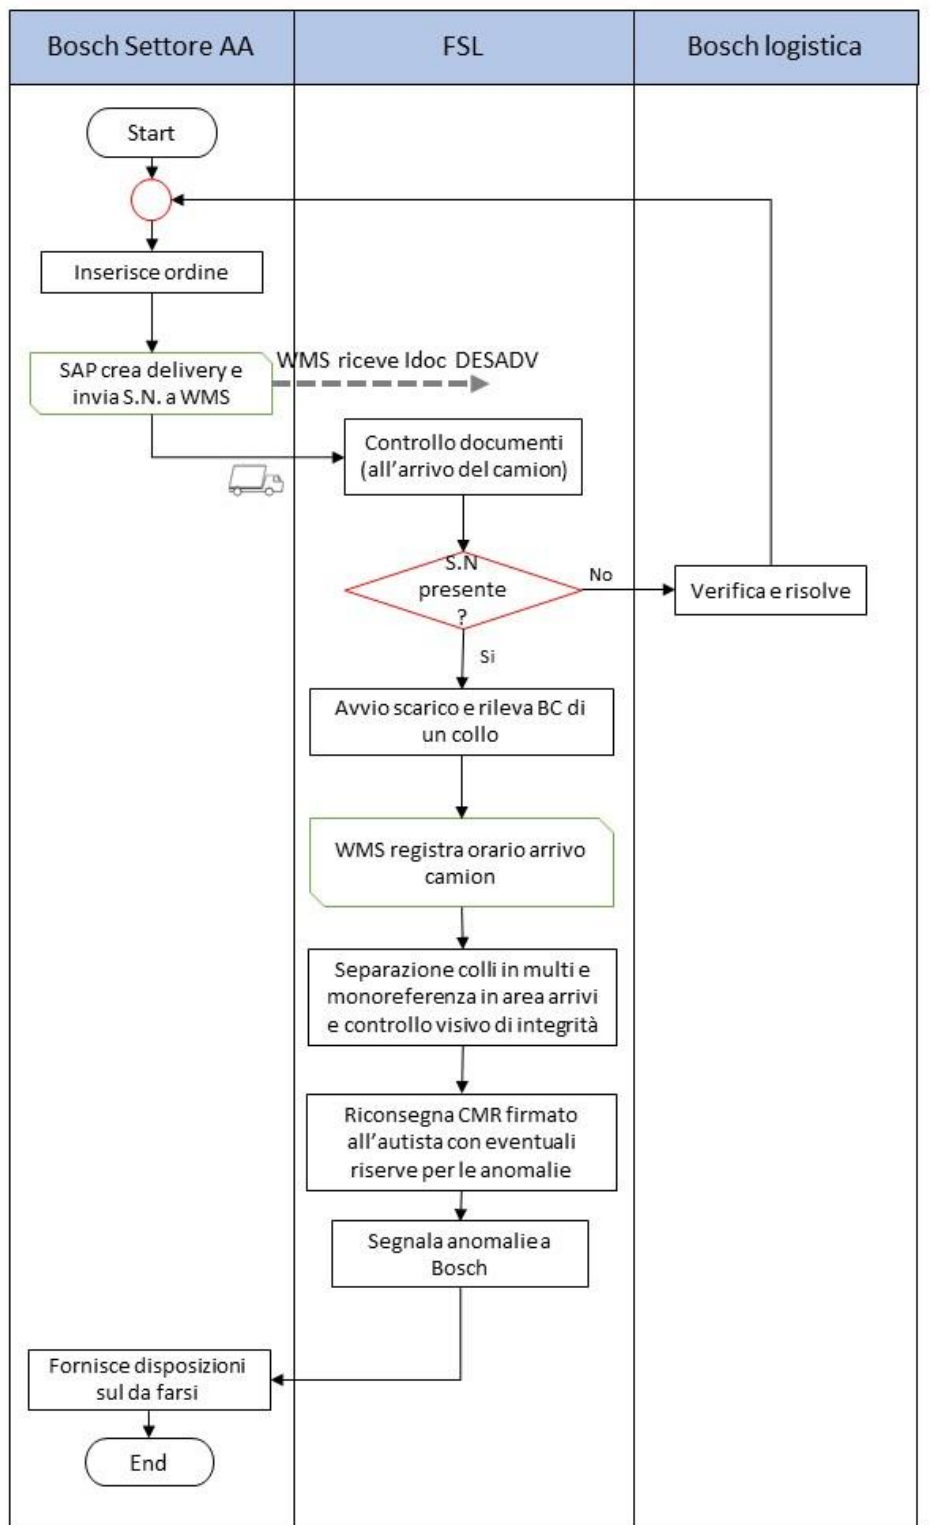 Bosch Settore AA
FSL
Bosch logistica
Start
Inserisce ordine
SAP crea delivery e
invia S.N. a WMS
WMS riceve Idoc DESADV
Controllo documenti
(all'arrivo del camion)
S.N
presente
?
No
Verifica e risolve
Si
Avvio scarico e rileva BC di
un collo
WMS registra orario arrivo
camion
Separazione colli in multi e
monoreferenza in area arrivi
e controllo visivo di integrità
Riconsegna CMR firmato
all'autista con eventuali
riserve per le anomalie
Segnala anomalie a
Bosch
Fornisce disposizioni
sul da farsi
End